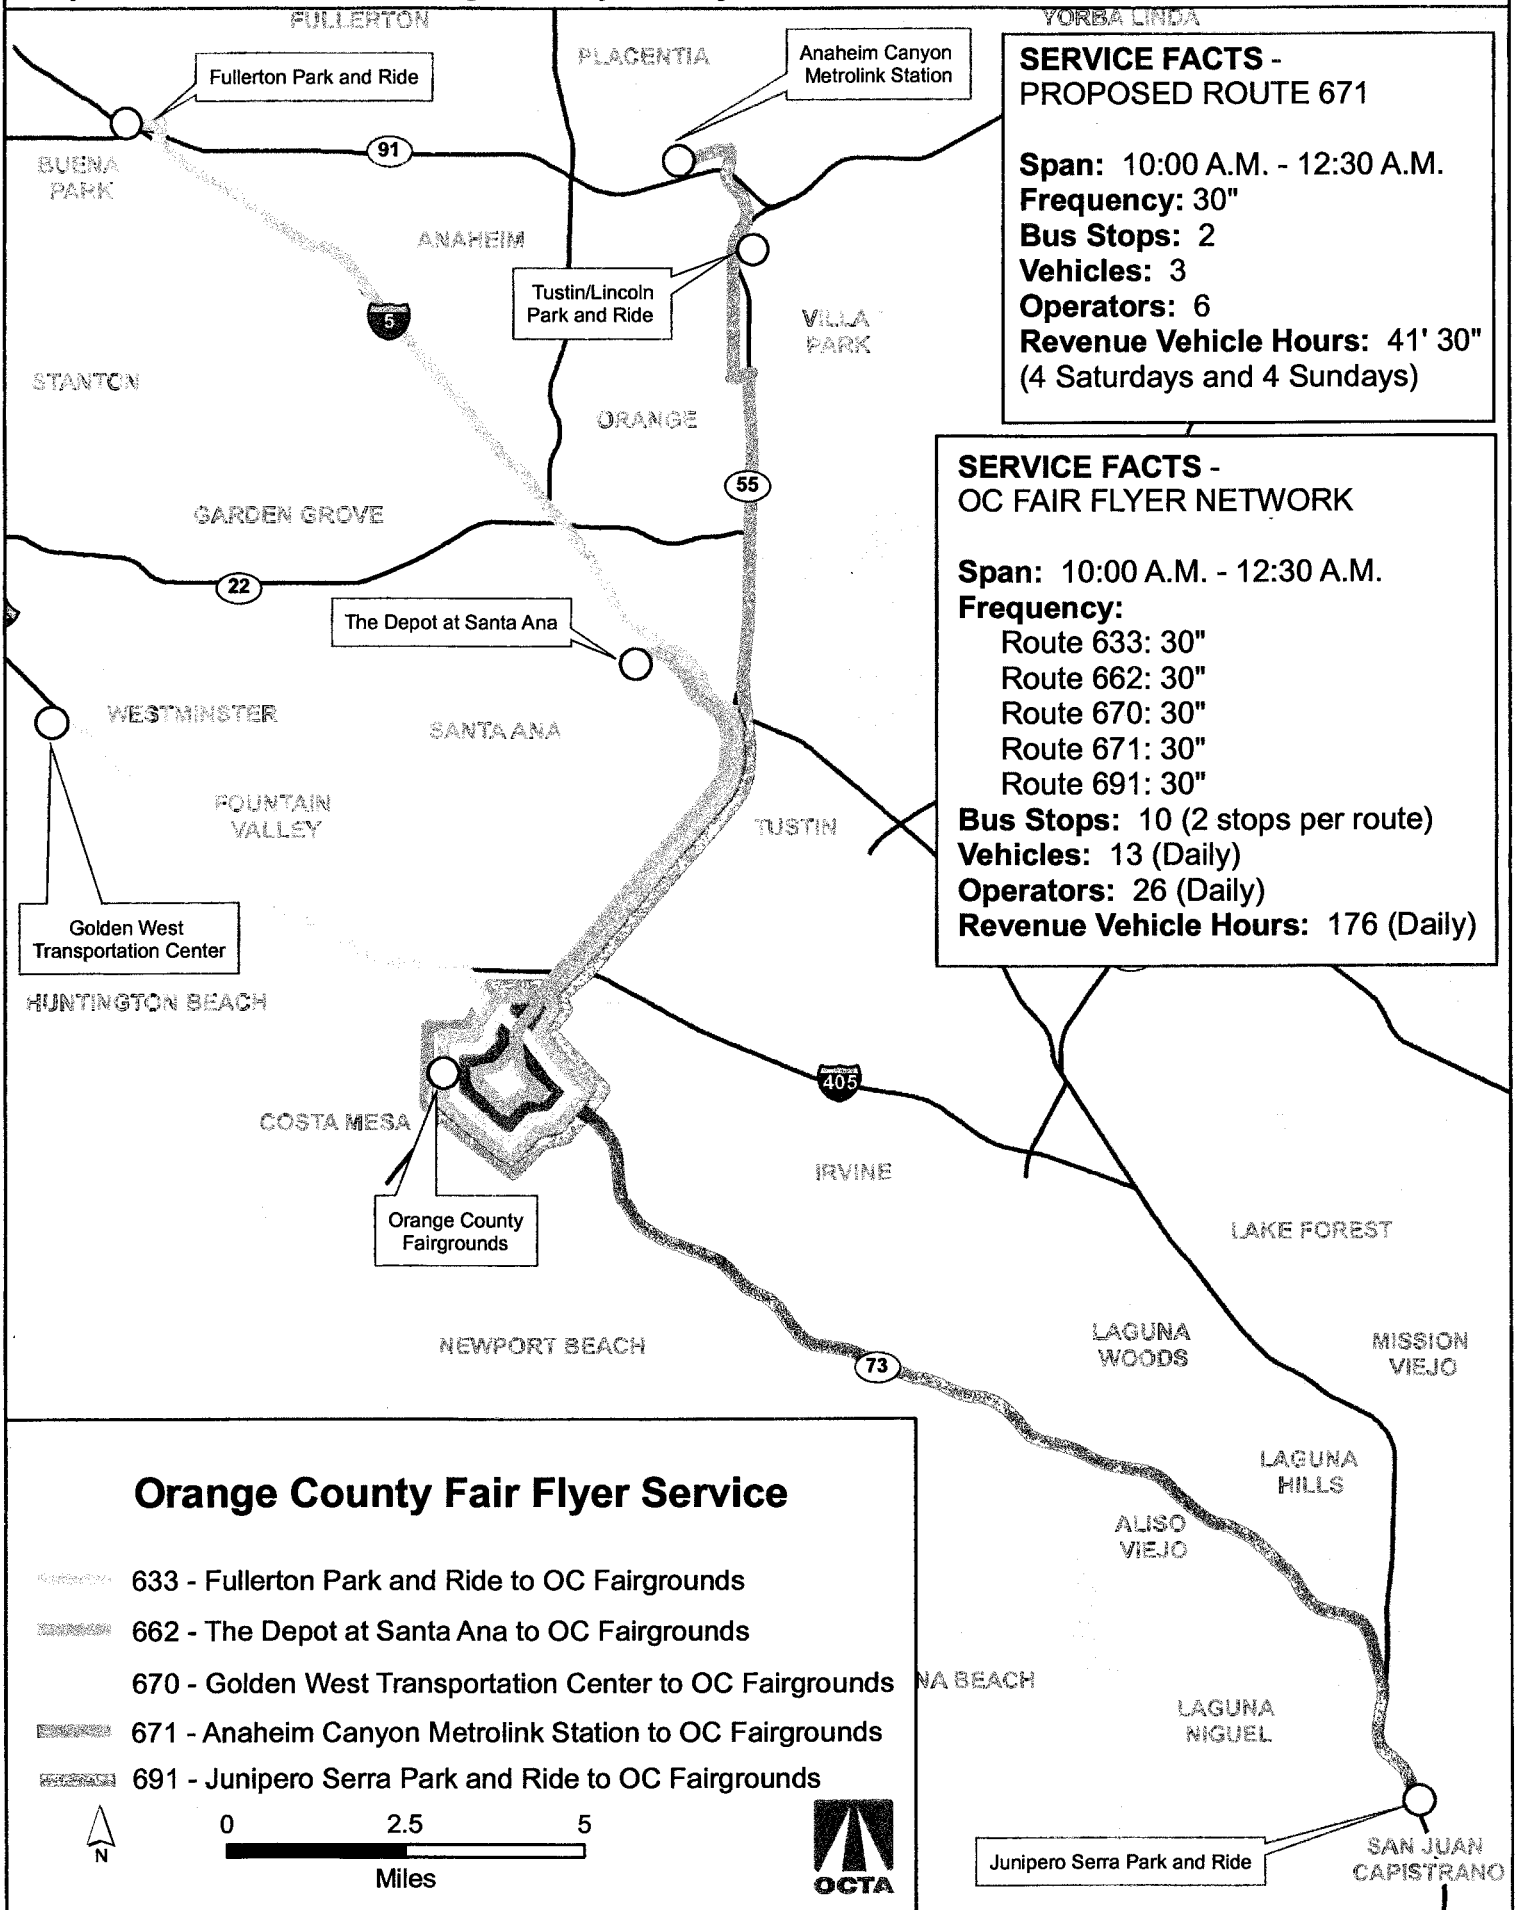 FULLERTON
YORBA LINDA
PLACENTIA
Anaheim Canyon
Metrolink Station
Fullerton Park and Ride
91
BUENA
PARK
ANAHEIM
Tustin/Lincoln
Park and Ride
5
VILLA
PARK
STANTON
ORANGE
55
GARDEN GROVE
22
The Depot at Santa Ana
WESTMINSTER
SANTA ANA
FOUNTAIN
VALLEY
TUSTIN
Golden West
Transportation Center
HUNTINGTON BEACH
405
COSTA MESA
IRVINE
Orange County
Fairgrounds
LAKE FOREST
NEWPORT BEACH
LAGUNA
WOODS
MISSION
VIEJO
73
LAGUNA
HILLS
ALISO
VIEJO
NA BEACH
LAGUNA
NIGUEL
Junipero Serra Park and Ride
SAN JUAN
CAPISTRANO
SERVICE FACTS -
PROPOSED ROUTE 671
Span: 10:00 A.M. - 12:30 A.M.
Frequency: 30"
Bus Stops: 2
Vehicles: 3
Operators: 6
Revenue Vehicle Hours: 41' 30"
(4 Saturdays and 4 Sundays)
SERVICE FACTS -
OC FAIR FLYER NETWORK
Span: 10:00 A.M. - 12:30 A.M.
Frequency:
Route 633: 30"
Route 662: 30"
Route 670: 30"
Route 671: 30"
Route 691: 30"
Bus Stops: 10 (2 stops per route)
Vehicles: 13 (Daily)
Operators: 26 (Daily)
Revenue Vehicle Hours: 176 (Daily)
Orange County Fair Flyer Service
633 - Fullerton Park and Ride to OC Fairgrounds
662 - The Depot at Santa Ana to OC Fairgrounds
670 - Golden West Transportation Center to OC Fairgrounds
671 - Anaheim Canyon Metrolink Station to OC Fairgrounds
691 - Junipero Serra Park and Ride to OC Fairgrounds
N
0 2.5 5
Miles
OCTA